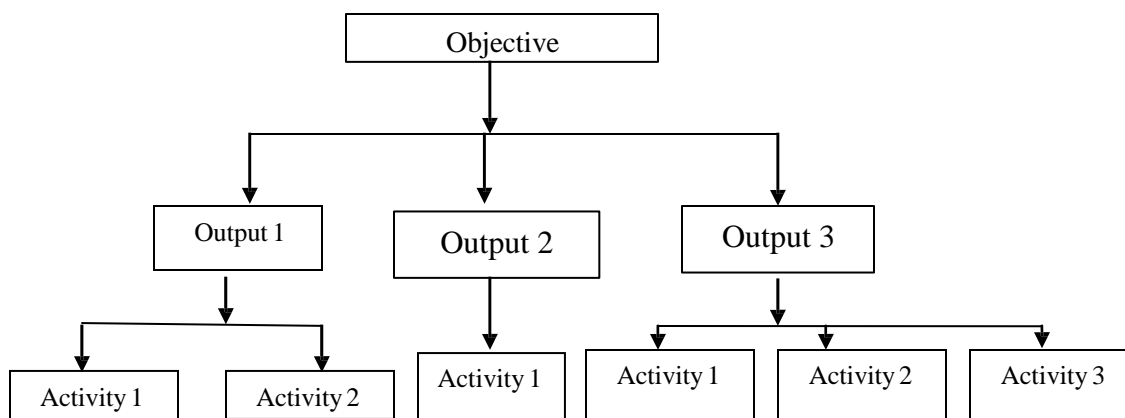 Objective
Output 1
Output 2
Output 3
Activity 1
Activity 2
Activity 1
Activity 1
Activity 2
Activity 3